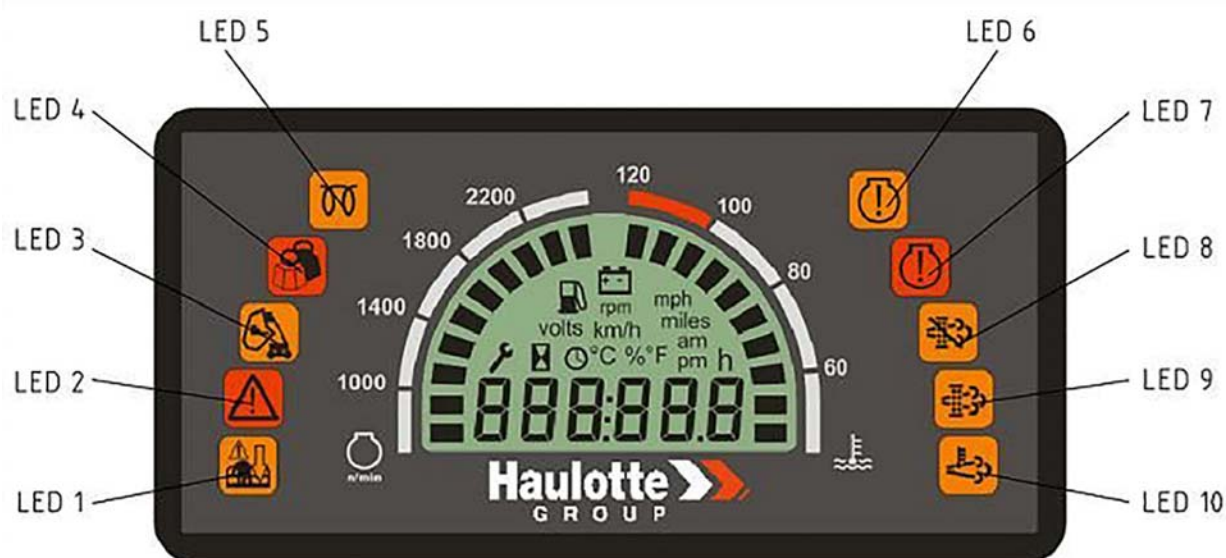 LED 5
LED 6
LED 4
LED 7
120
2200
100
1800
LED 3
LED 8
80
1400
rpm
mph
volts
km/h
miles
am
°C
%°F
pm
h
60
1000
LED 2
LED 9
888:88.8
n/min
Haulotte
GROUP
LED 1
LED 10